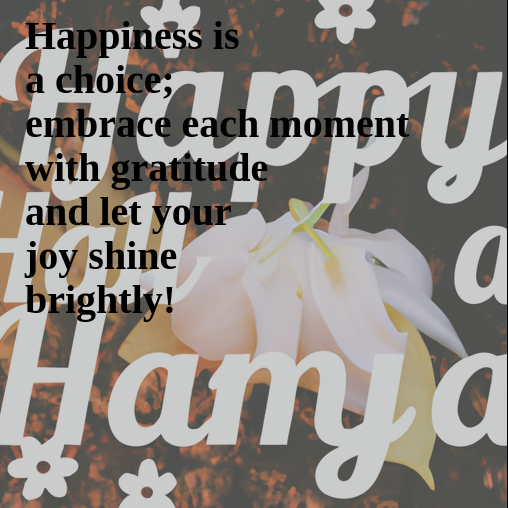 Happiness is
a choice;
embrace each moment
with gratitude
and let your
joy shine
brightly!
Happy